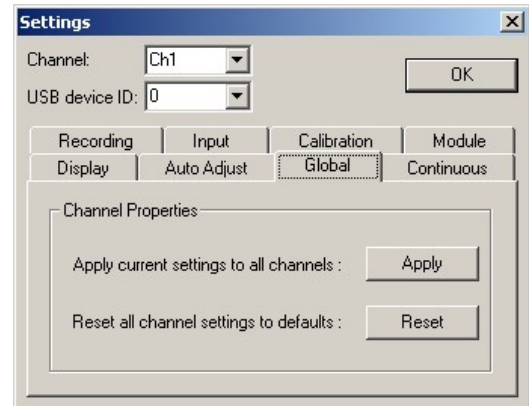 Settings
Channel: Ch1
OK
USB device ID: 0
Recording Input Calibration Module
Display Auto Adjust Global Continuous
Channel Properties
Apply current settings to all channels : Apply
Reset all channel settings to defaults : Reset